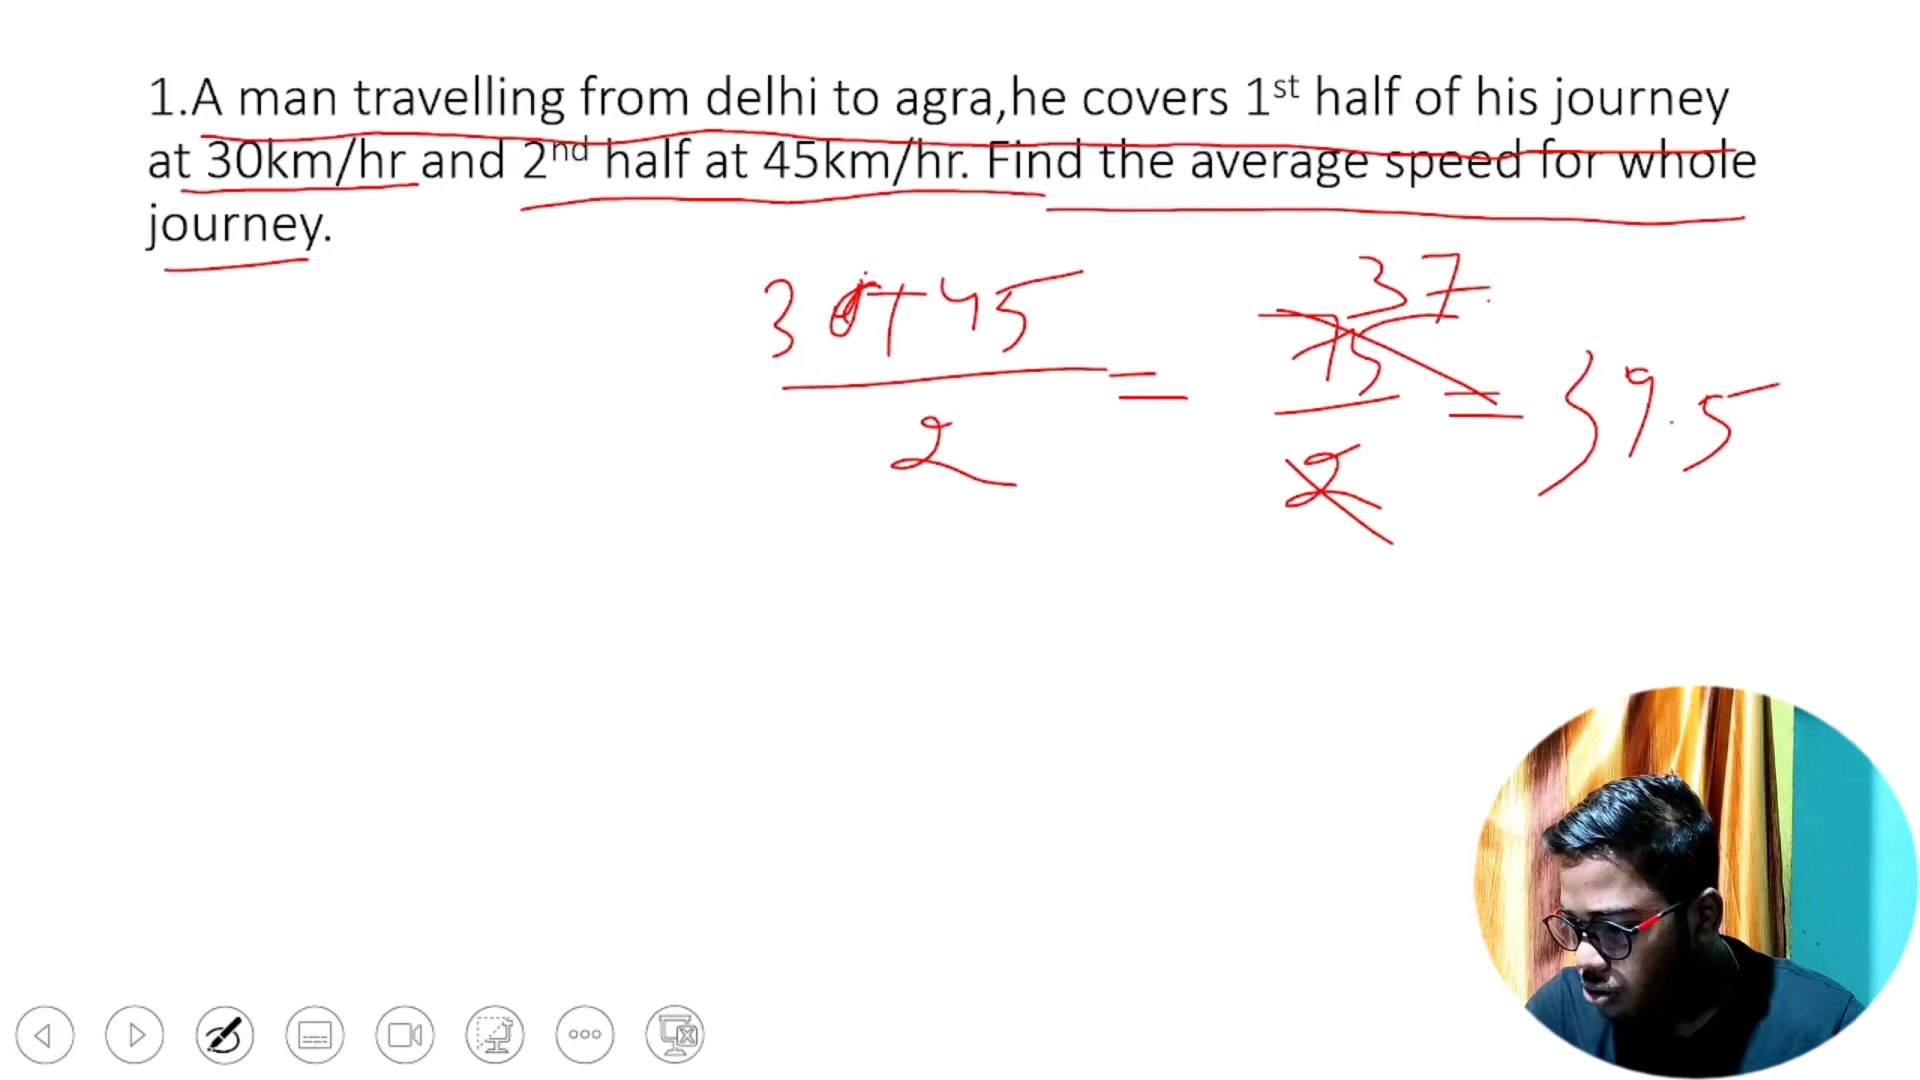 1.A man travelling from delhi to agra,he covers 1st half of his journey
at 30km/hr and 2nd half at 45km/hr. Find the average speed for whole
journey.
37
30+45 = 75 = 39.5
2 2